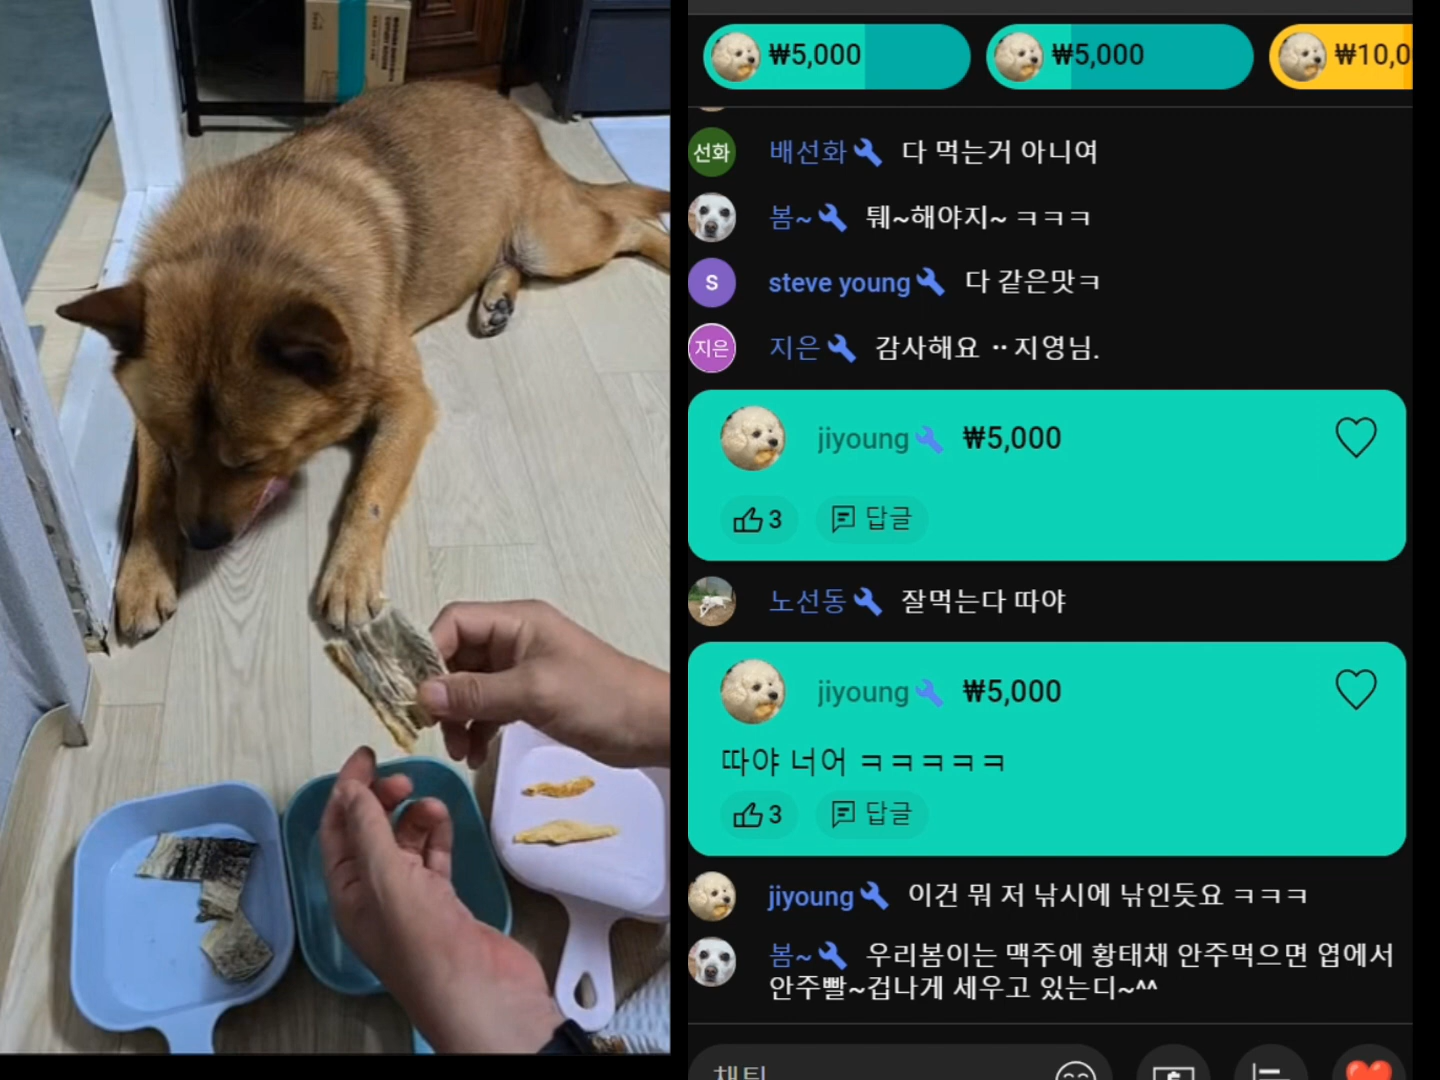 ₩5,000
₩5,000
₩10,0
선화
배선화 다 먹는거 아니여
봄~ 퉤~해야지~ ㅋㅋㅋ
S
steve young 다 같은맛ㅋ
지은
지은 감사해요 ··지영님.
jiyoung ₩5,000
3 답글
노선동 잘먹는다 따야
jiyoung ₩5,000
따야 너어 ㅋㅋㅋㅋㅋ
3 답글
jiyoung 이건 뭐 저 낚시에 낚인듯요 ㅋㅋㅋ
봄~ 우리봄이는 맥주에 황태채 안주먹으면 엽에서
안주빨~겁나게 세우고 있는디~^^
채팅